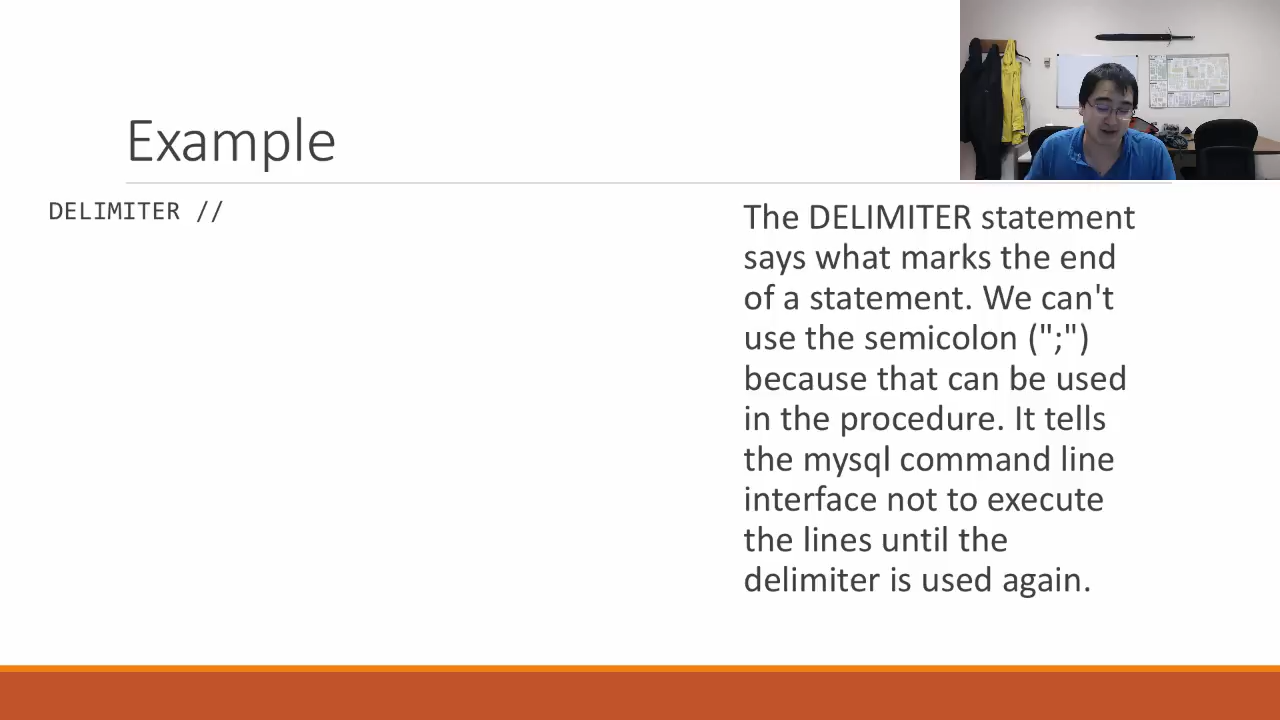 Example
DELIMITER //
The DELIMITER statement
says what marks the end
of a statement. We can't
use the semicolon (";")
because that can be used
in the procedure. It tells
the mysql command line
interface not to execute
the lines until the
delimiter is used again.